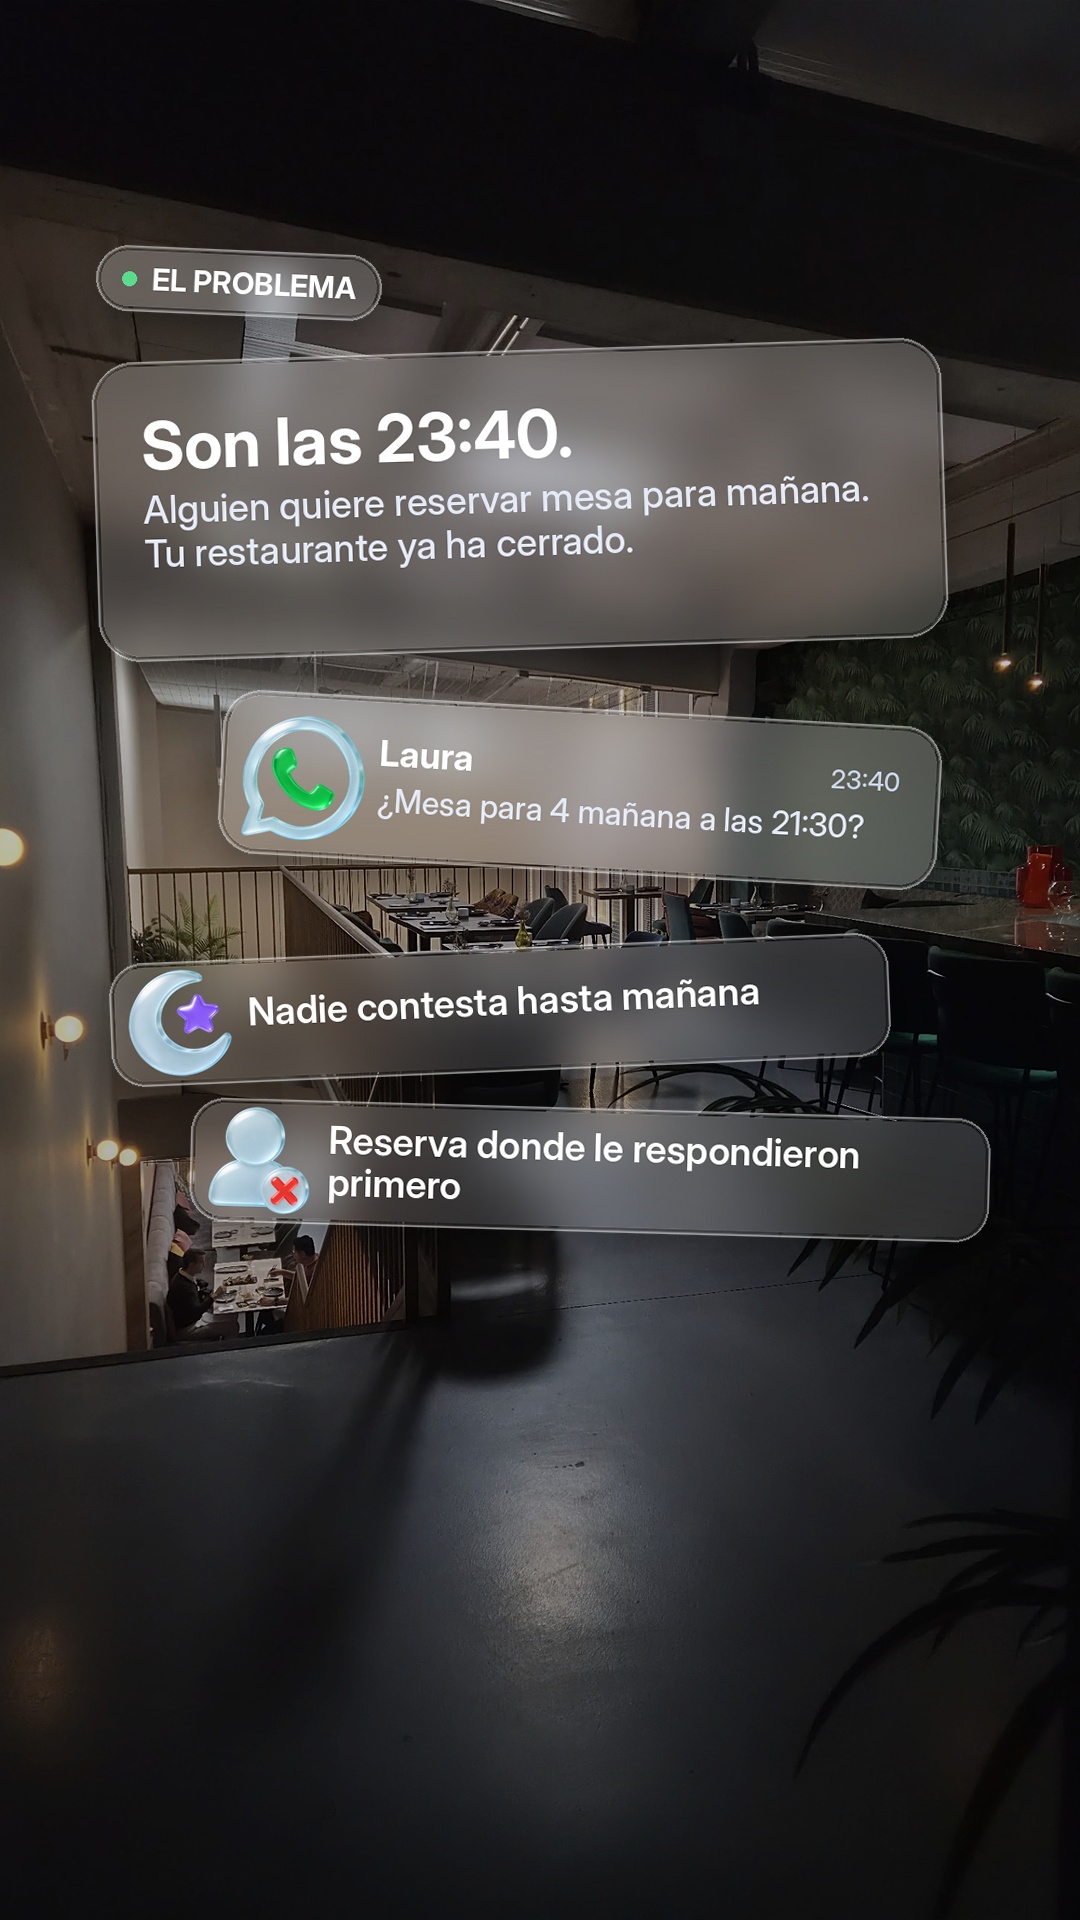 EL PROBLEMA
Son las 23:40.
Alguien quiere reservar mesa para mañana.
Tu restaurante ya ha cerrado.
Laura
23:40
¿Mesa para 4 mañana a las 21:30?
Nadie contesta hasta mañana
Reserva donde le respondieron
primero